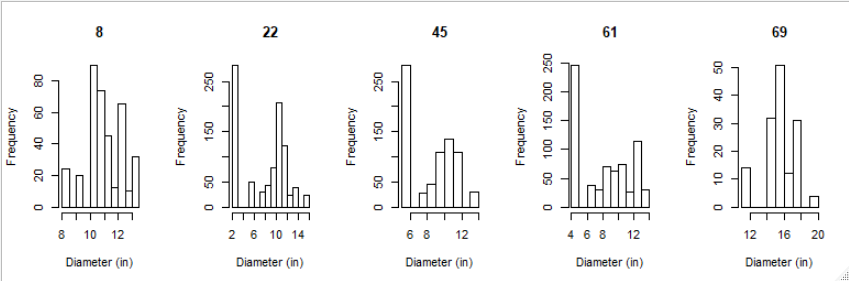 8 22 45 61 69
Frequency
80
60
40
20
0
8 10 12
Diameter (in)
Frequency
250
150
50
0
2 6 10 14
Diameter (in)
Frequency
250
150
50
0
6 8 12
Diameter (in)
Frequency
250
200
150
100
50
0
4 6 8 12
Diameter (in)
Frequency
50
40
30
20
10
0
12 16 20
Diameter (in)